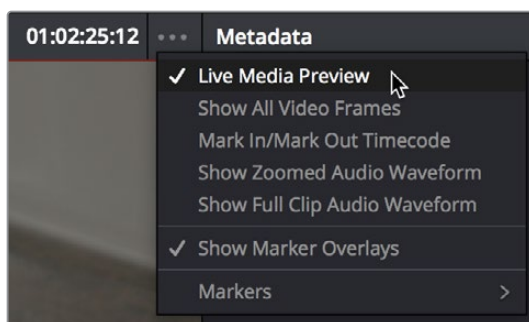 01:02:25:12 ••• Metadata
✓ Live Media Preview
Show All Video Frames
Mark In/Mark Out Timecode
Show Zoomed Audio Waveform
Show Full Clip Audio Waveform
✓ Show Marker Overlays
Markers >